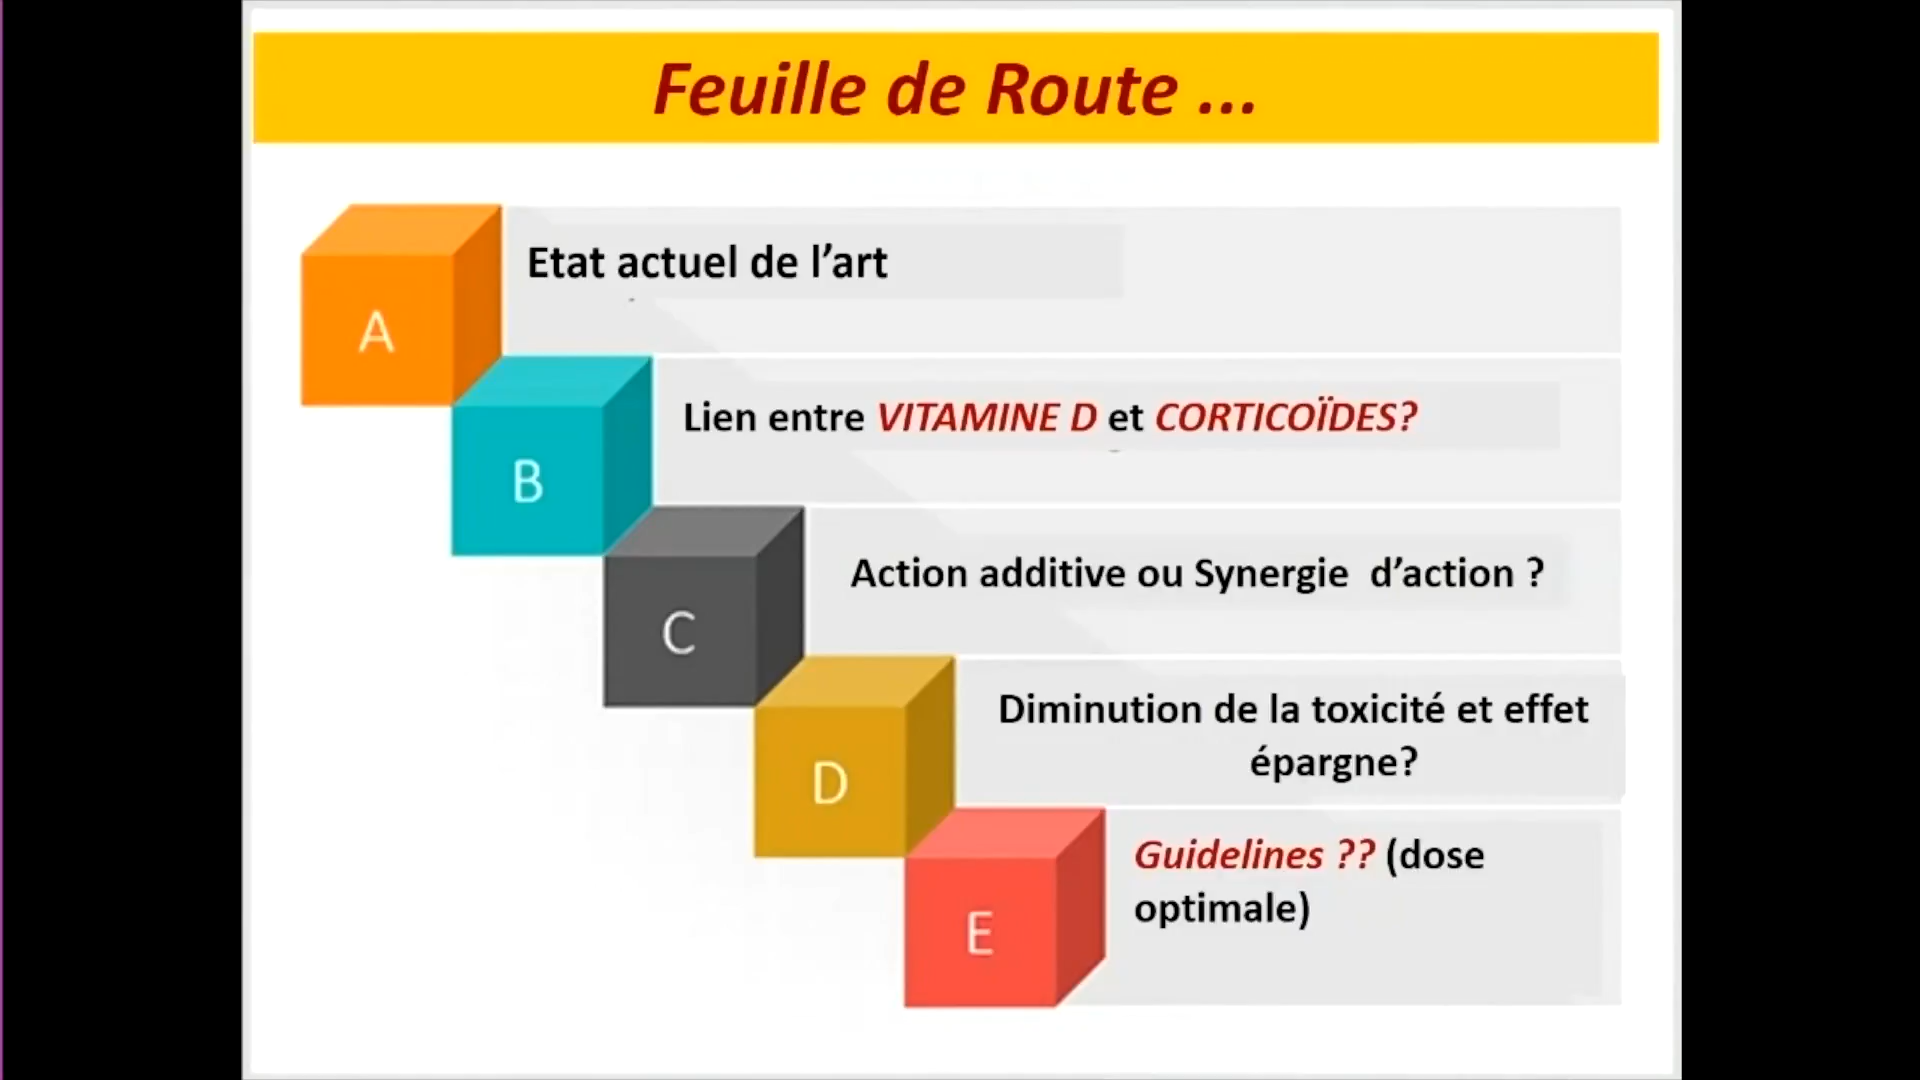 Feuille de Route ...
A
Etat actuel de l’art
B
Lien entre VITAMINE D et CORTICOÏDES?
C
Action additive ou Synergie d’action ?
D
Diminution de la toxicité et effet
épargne?
E
Guidelines ?? (dose
optimale)